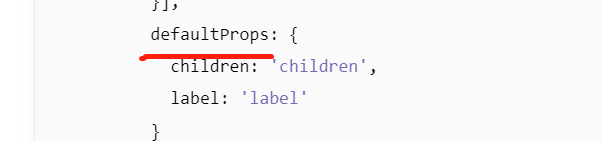 }],
defaultProps: {
children: 'children',
label: 'label'
}